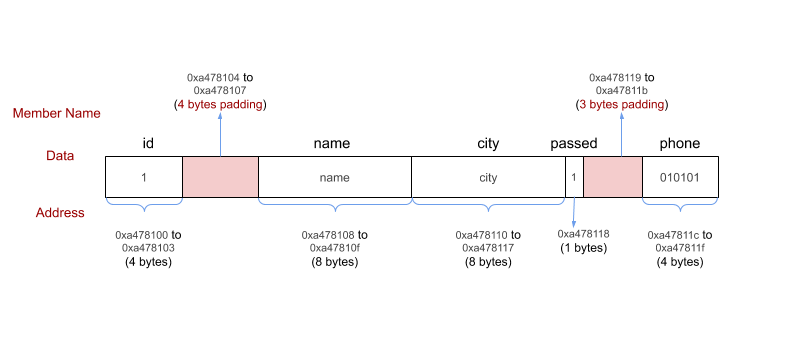 0xa478104 to
0xa478107
(4 bytes padding)
0xa478119 to
0xa47811b
(3 bytes padding)
Member Name
id
name
city
passed
phone
Data
1
name
city
1
010101
Address
0xa478100 to
0xa478103
(4 bytes)
0xa478108 to
0xa47810f
(8 bytes)
0xa478110 to
0xa478117
(8 bytes)
0xa478118
(1 bytes)
0xa47811c to
0xa47811f
(4 bytes)